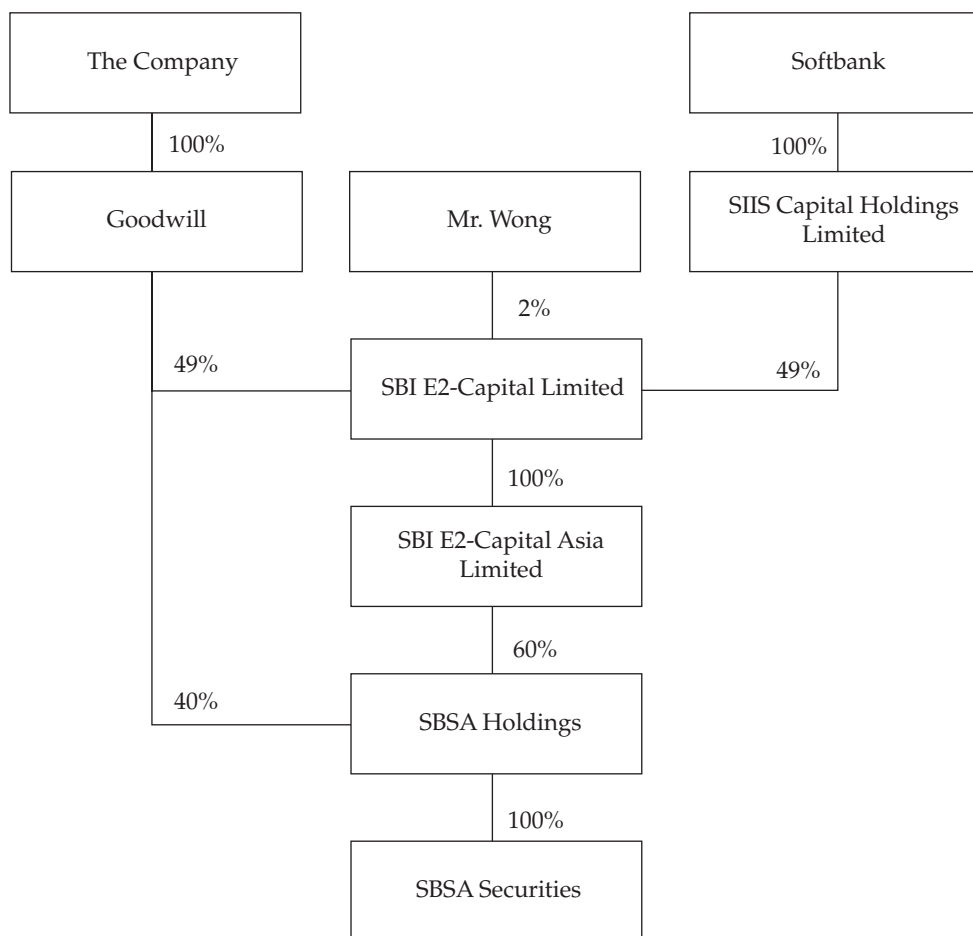 The Company
Softbank
100%
100%
Goodwill
Mr. Wong
SIIS Capital Holdings
Limited
2%
49%
SBI E2-Capital Limited
49%
100%
SBI E2-Capital Asia
Limited
60%
40%
SBSA Holdings
100%
SBSA Securities